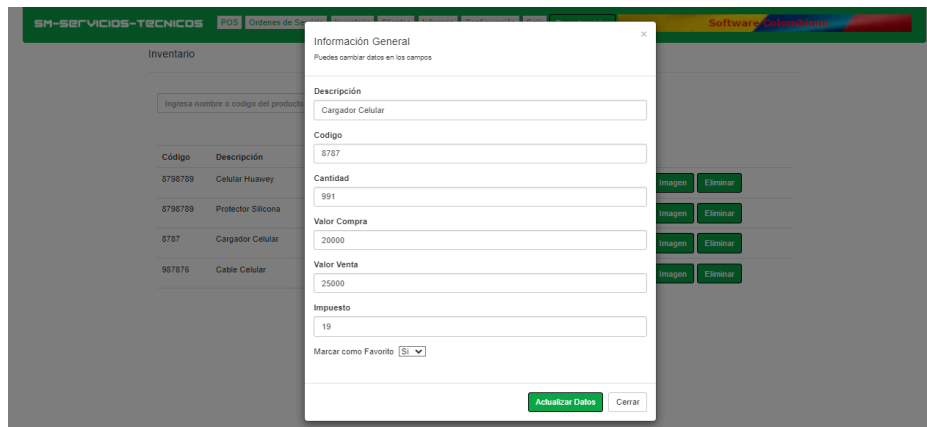 SM-SERVICIOS-TECNICOS
POS
Ordenes de Se
Software Colombiano
Inventario
Ingresa nombre o codigo del producto
Código Descripción
8798789 Celular Huawey Imagen Eliminar
8798789 Protector Silicona Imagen Eliminar
8787 Cargador Celular Imagen Eliminar
987876 Cable Celular Imagen Eliminar
Información General ×
Puedes cambiar datos en los campos
Descripción
Cargador Celular
Codigo
8787
Cantidad
991
Valor Compra
20000
Valor Venta
25000
Impuesto
19
Marcar como Favorito Si
Actualizar Datos Cerrar